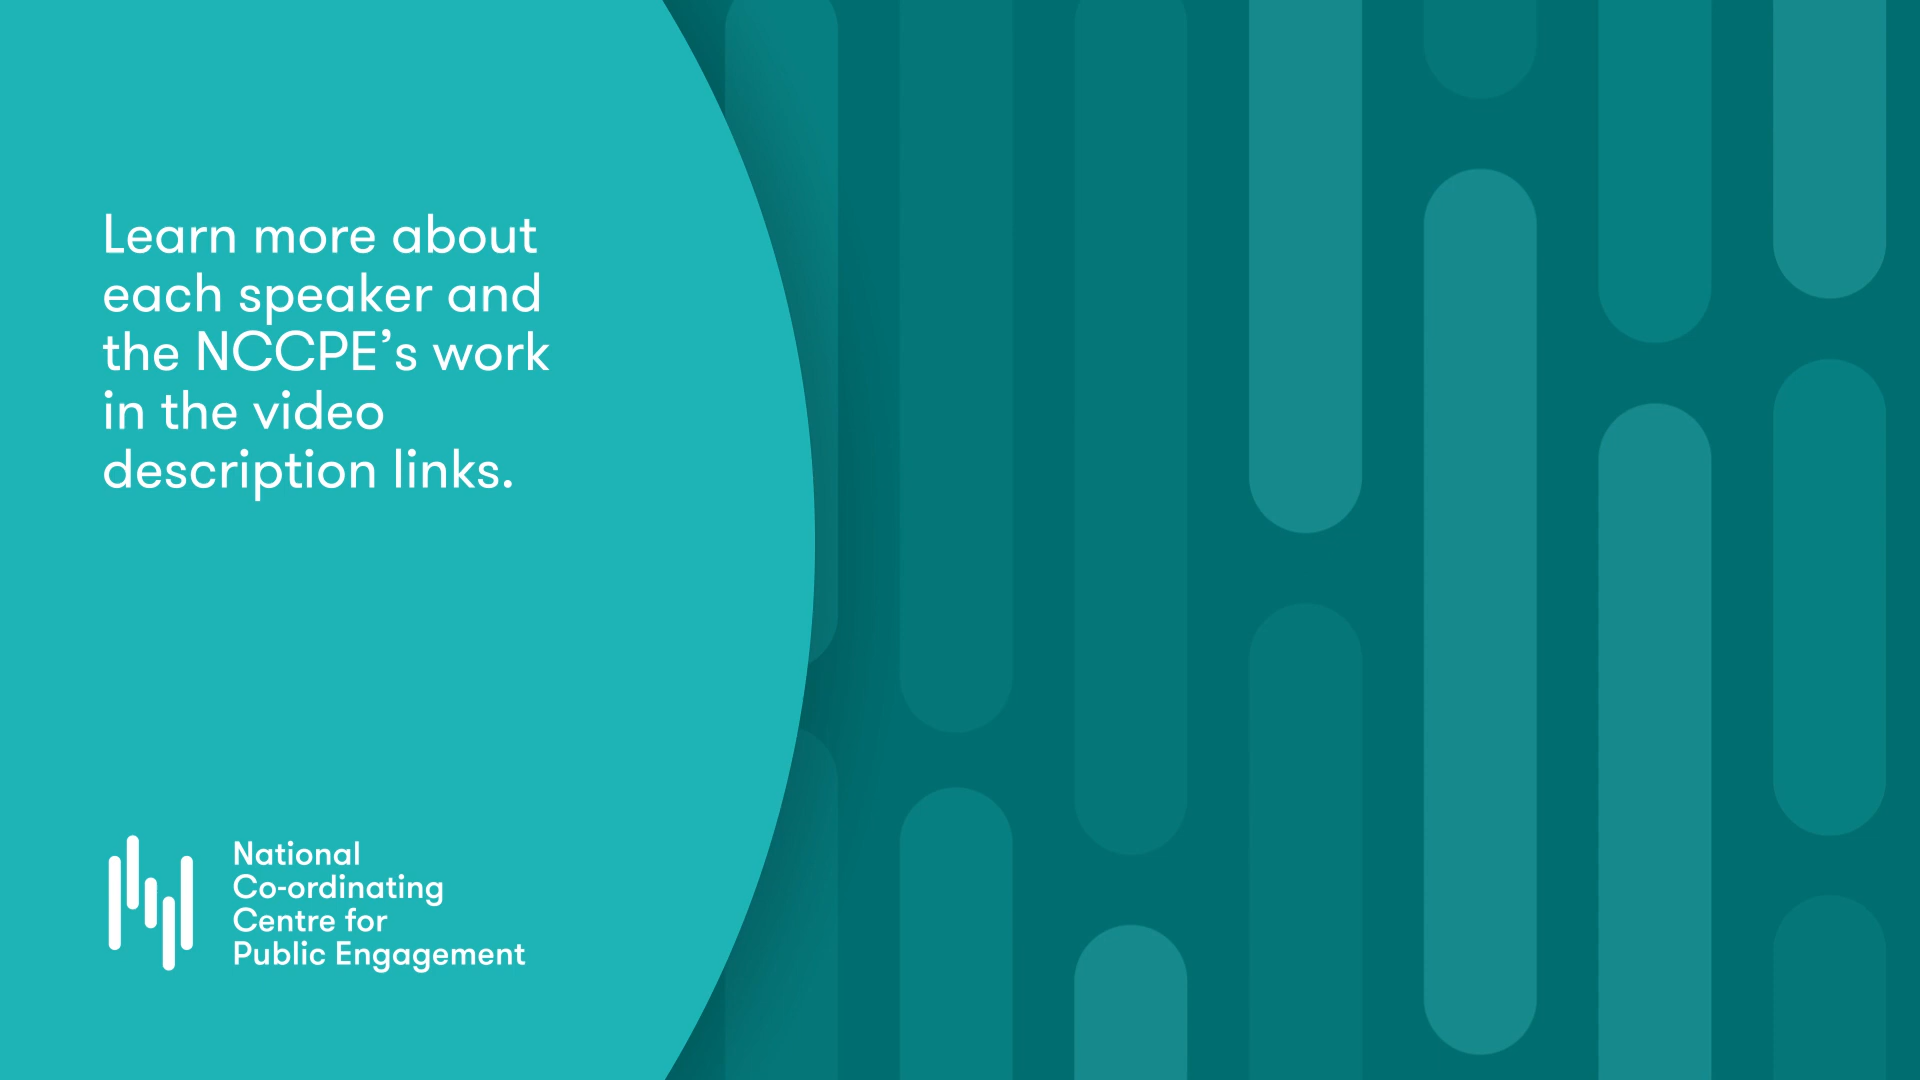 Learn more about
each speaker and
the NCCPE’s work
in the video
description links.
National
Co-ordinating
Centre for
Public Engagement